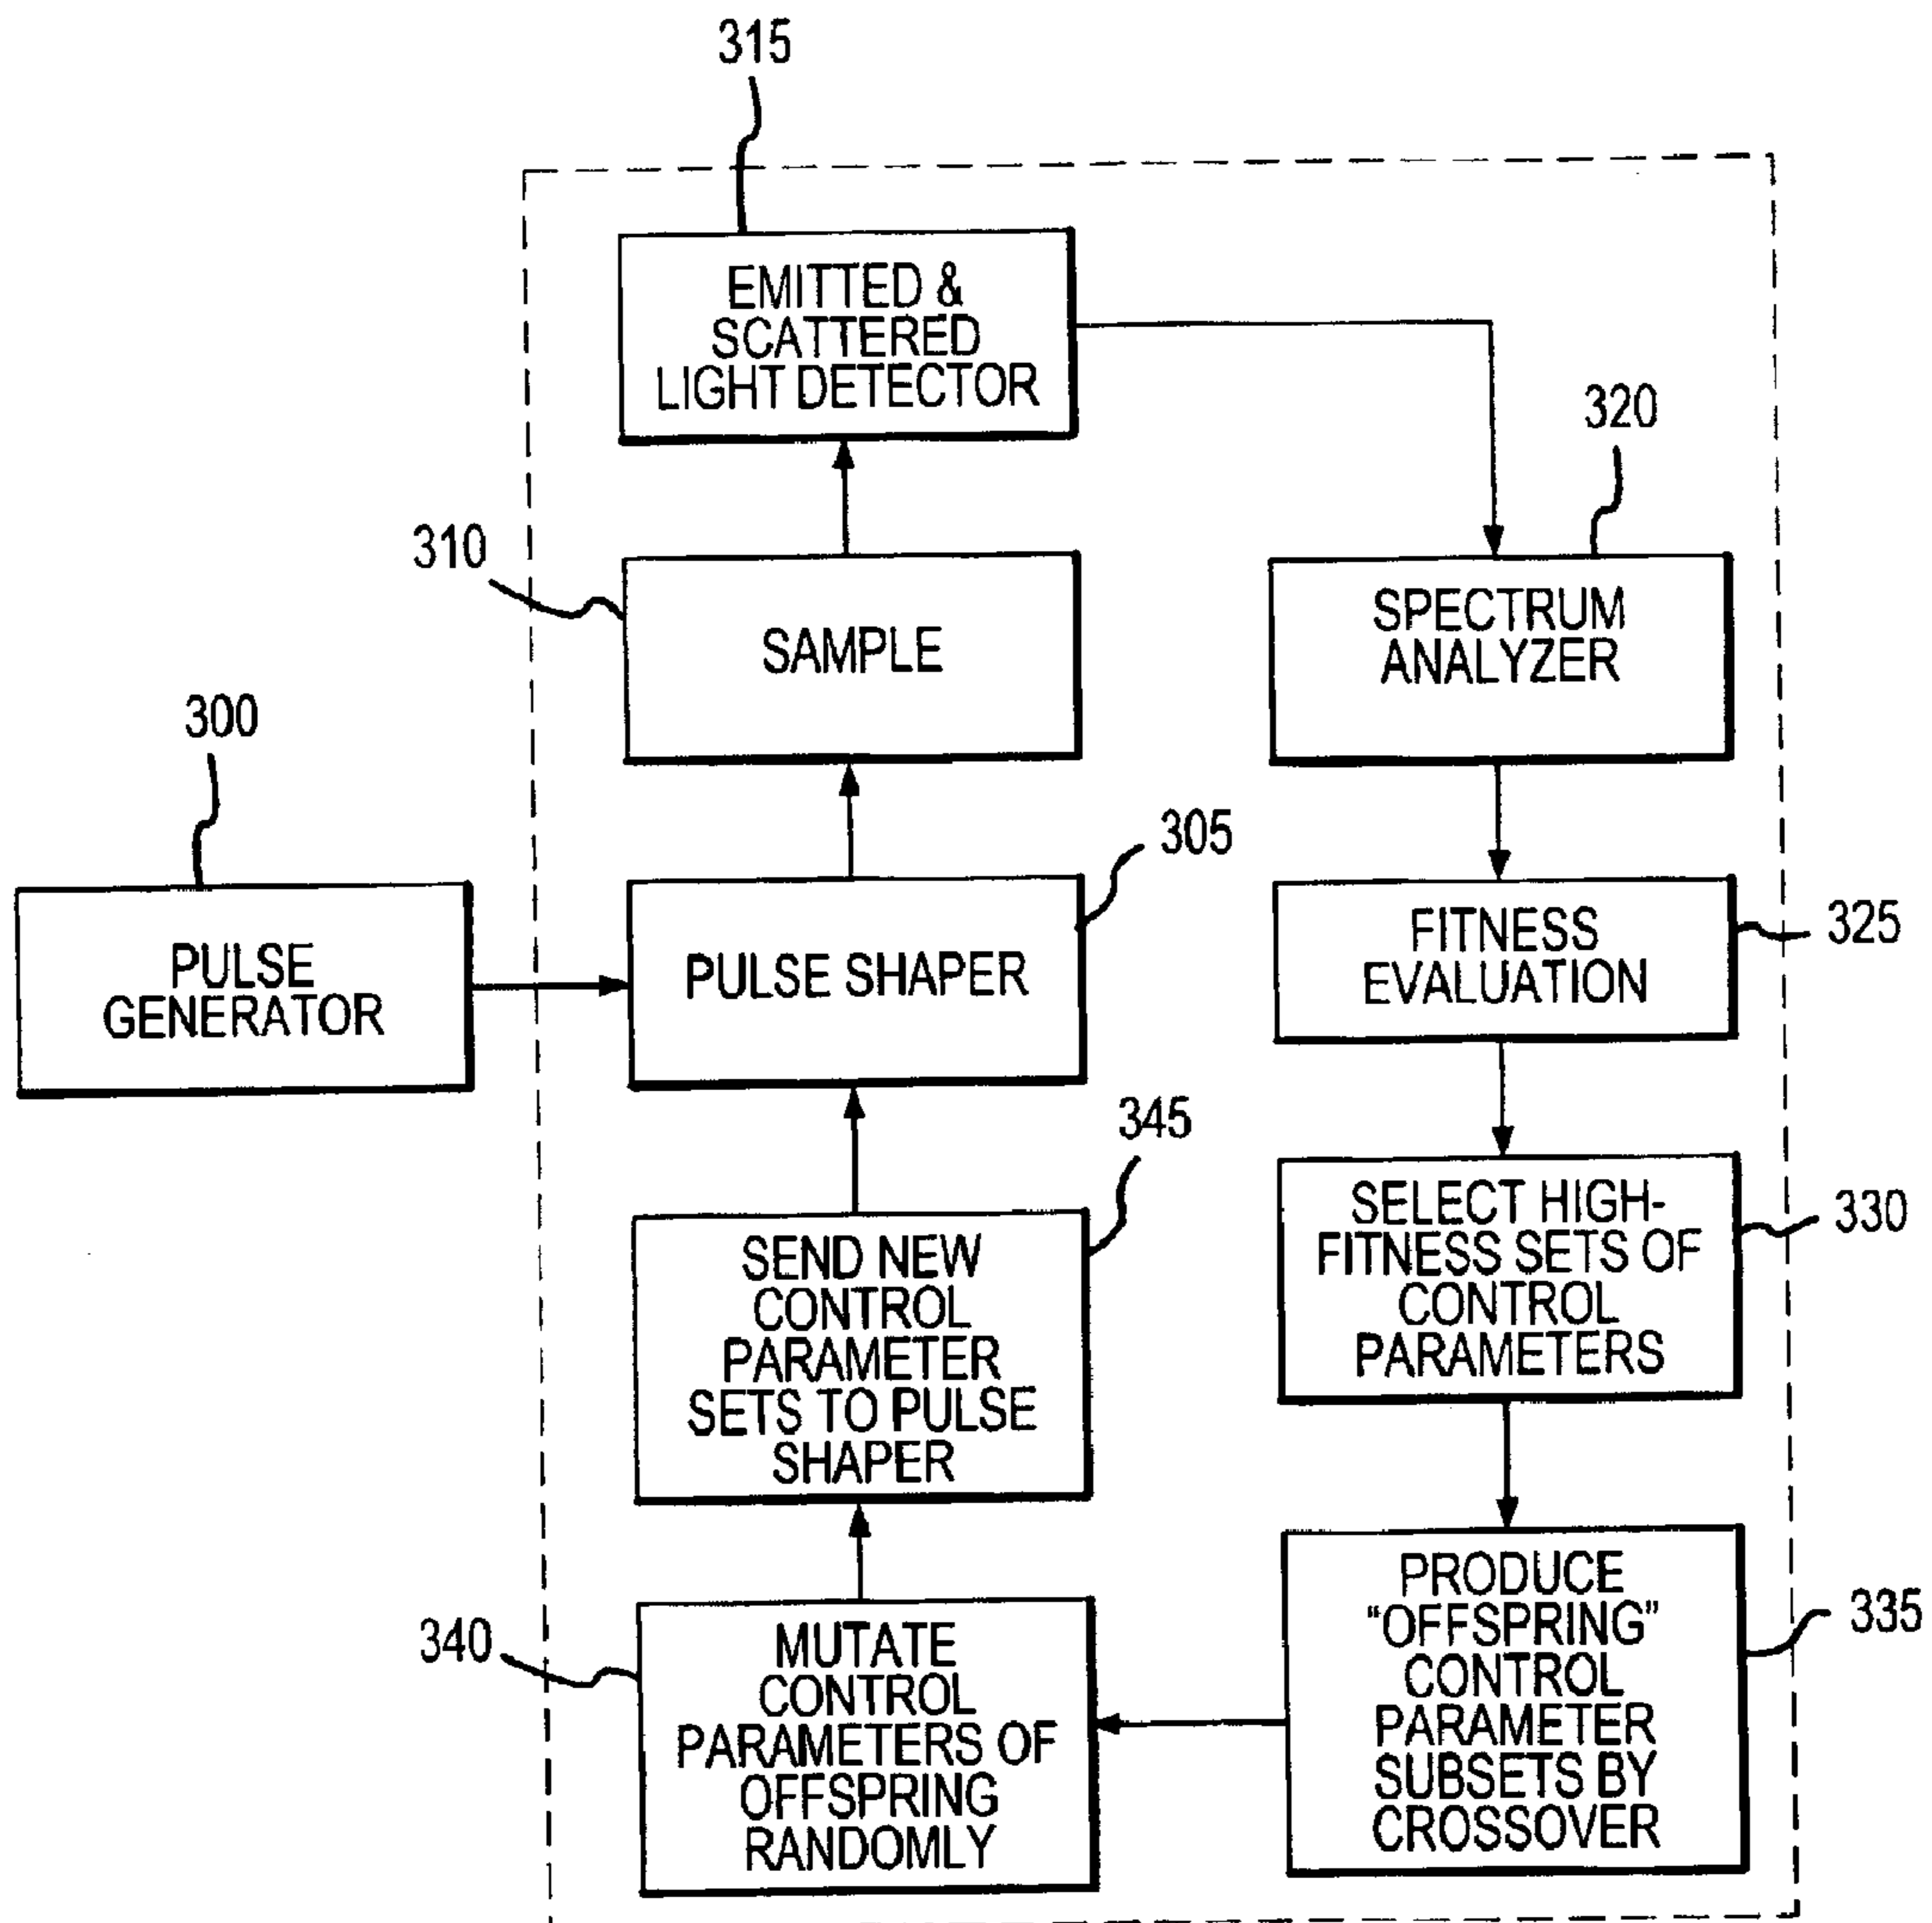 315
EMITTED &
SCATTERED
LIGHT DETECTOR
320
310
SAMPLE
SPECTRUM
ANALYZER
300
305
PULSE
GENERATOR
PULSE SHAPER
FITNESS
EVALUATION
325
345
SEND NEW
CONTROL
PARAMETER
SETS TO PULSE
SHAPER
SELECT HIGH-
FITNESS SETS OF
CONTROL
PARAMETERS
330
340
MUTATE
CONTROL
PARAMETERS OF
OFFSPRING
RANDOMLY
PRODUCE
"OFFSPRING"
CONTROL
PARAMETER
SUBSETS BY
CROSSOVER
335